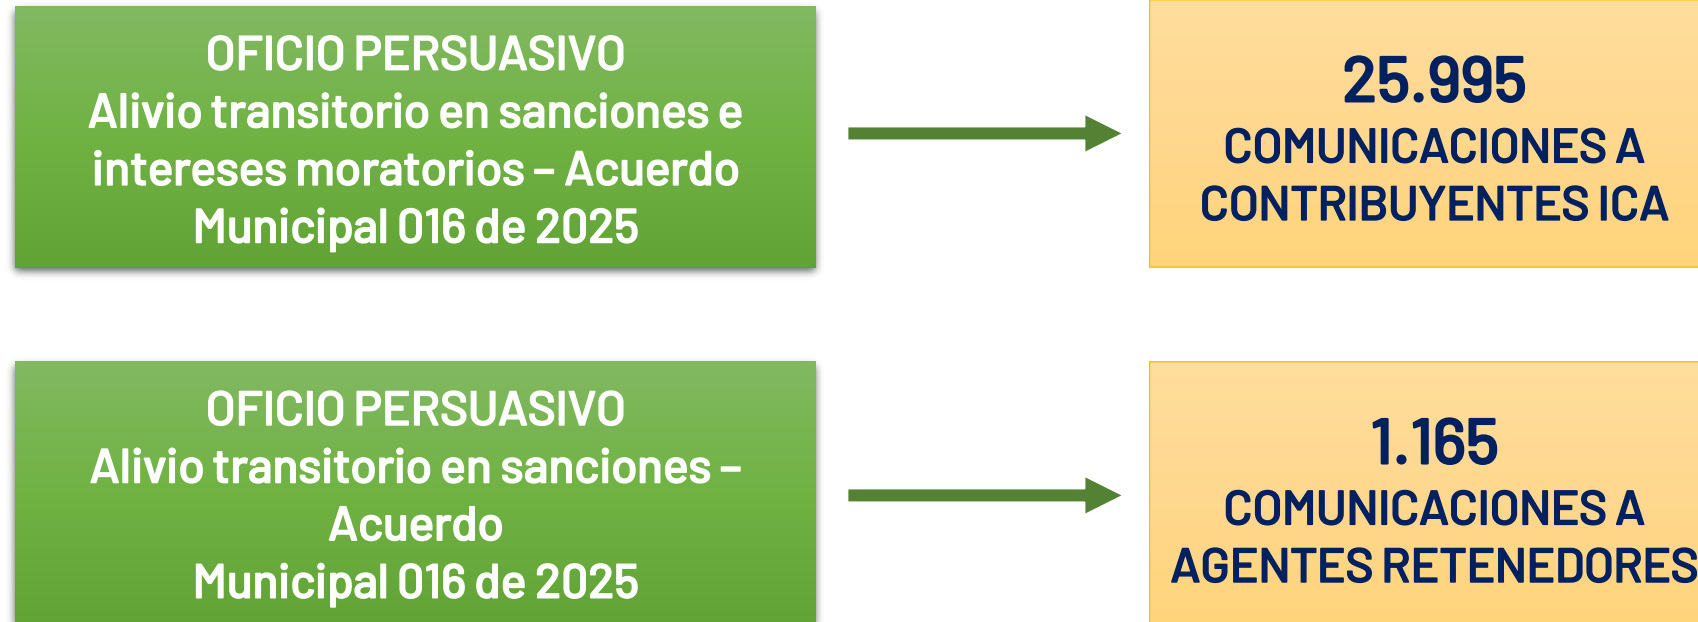 OFICIO PERSUASIVO
Alivio transitorio en sanciones e
intereses moratorios – Acuerdo
Municipal 016 de 2025
25.995
COMUNICACIONES A
CONTRIBUYENTES ICA
OFICIO PERSUASIVO
Alivio transitorio en sanciones –
Acuerdo
Municipal 016 de 2025
1.165
COMUNICACIONES A
AGENTES RETENEDORES